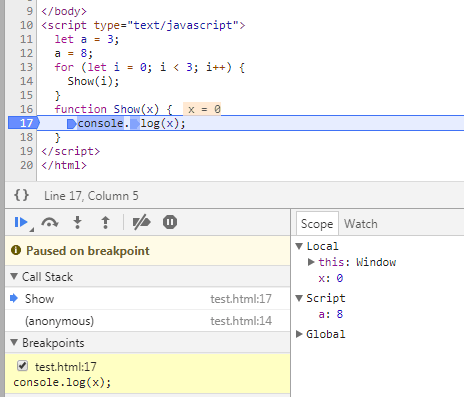 9 </body>
10 <script type="text/javascript">
11 let a = 3;
12 a = 8;
13 for (let i = 0; i < 3; i++) {
14 Show(i);
15 }
16 function Show(x) { x = 0
17 console.log(x);
18 }
19 </script>
20 </html>
{} Line 17, Column 5
Paused on breakpoint
Call Stack
Show test.html:17
(anonymous) test.html:14
Breakpoints
test.html:17
console.log(x);
Scope Watch
Local
this: Window
x: 0
Script
a: 8
Global